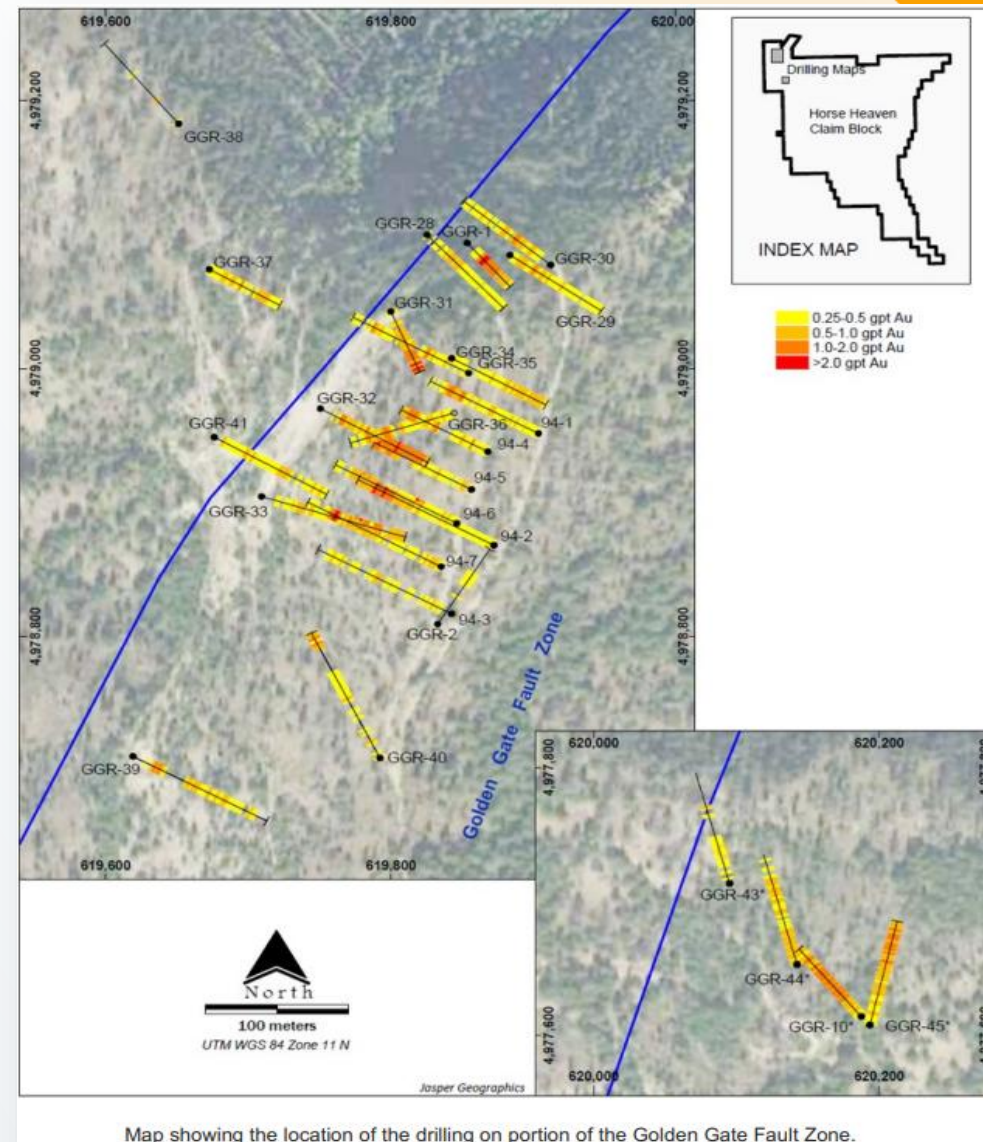 619,600
619,800
620,00
4,979,200
4,979,200
GGR-38
GGR-28
GGR-1
GGR-37
GGR-30
GGR-29
GGR-31
4,979,000
4,979,000
GGR-34
GGR-35
GGR-32
GGR-36
94-1
GGR-41
94-4
94-5
GGR-33
94-6
94-2
94-7
94-3
GGR-2
4,978,800
4,978,800
GGR-40
GGR-39
Golden Gate Fault Zone
619,600
619,800
Drilling Maps
Horse Heaven
Claim Block
INDEX MAP
0.25-0.5 gpt Au
0.5-1.0 gpt Au
1.0-2.0 gpt Au
>2.0 gpt Au
620,000
620,200
4,977,800
GGR-43*
GGR-44*
GGR-10*
GGR-45*
4,977,600
620,000
620,200
North
100 meters
UTM WGS 84 Zone 11 N
Jasper Geographics
Map showing the location of the drilling on portion of the Golden Gate Fault Zone.